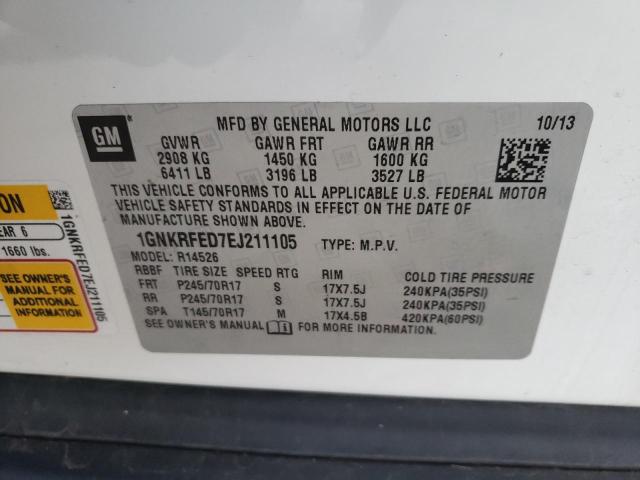 GM
MFD BY GENERAL MOTORS LLC 10/13
GVWR GAWR FRT GAWR RR
2908 KG 1450 KG 1600 KG
6411 LB 3196 LB 3527 LB
THIS VEHICLE CONFORMS TO ALL APPLICABLE U.S. FEDERAL MOTOR
VEHICLE SAFETY STANDARDS IN EFFECT ON THE DATE OF
MANUFACTURE SHOWN ABOVE.
1GNKRFED7EJ211105 TYPE: M.P.V.
MODEL: R14526
RBBF TIRE SIZE SPEED RTG RIM COLD TIRE PRESSURE
FRT P245/70R17 S 17X7.5J 240KPA(35PSI)
RR P245/70R17 S 17X7.5J 240KPA(35PSI)
SPA T145/70R17 M 17X4.5B 420KPA(60PSI)
SEE OWNER'S MANUAL FOR MORE INFORMATION.
EAR 6
1660 lbs.
SEE OWNER'S
MANUAL FOR
ADDITIONAL
INFORMATION
1GNKRFED7EJ211105